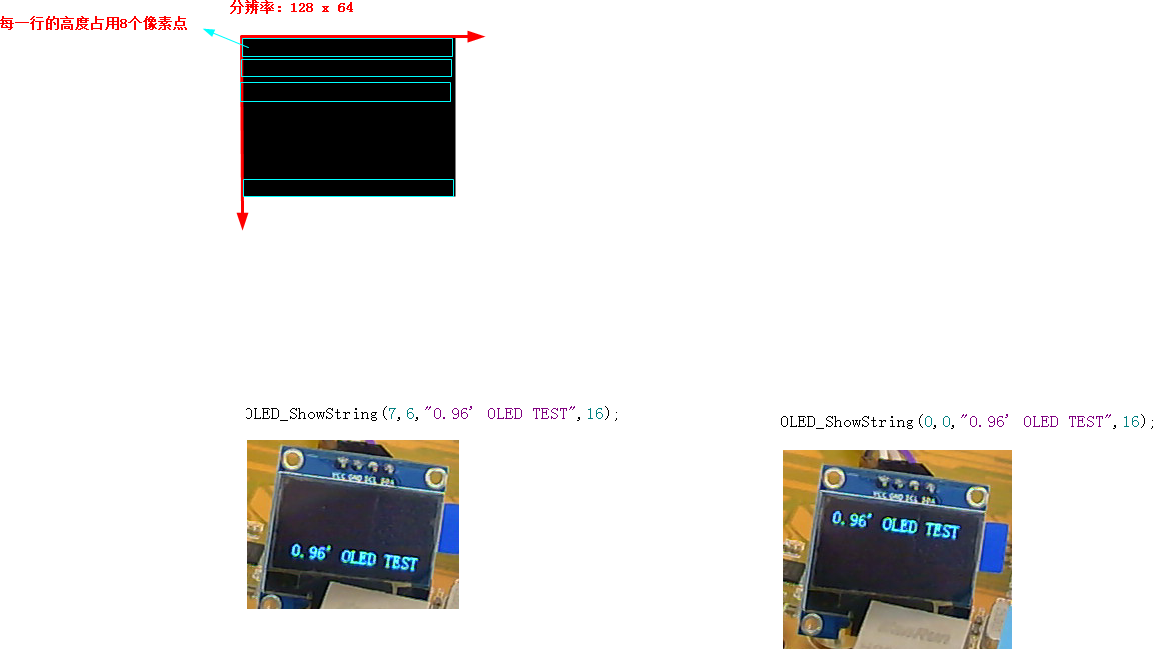 分辨率：128 x 64
每一行的高度占用8个像素点
OLED_ShowString(7,6,"0.96' OLED TEST",16);
OLED_ShowString(0,0,"0.96' OLED TEST",16);
VCC GND SCL SDA
0.96' OLED TEST
VCC GND SCL SDA
0.96' OLED TEST